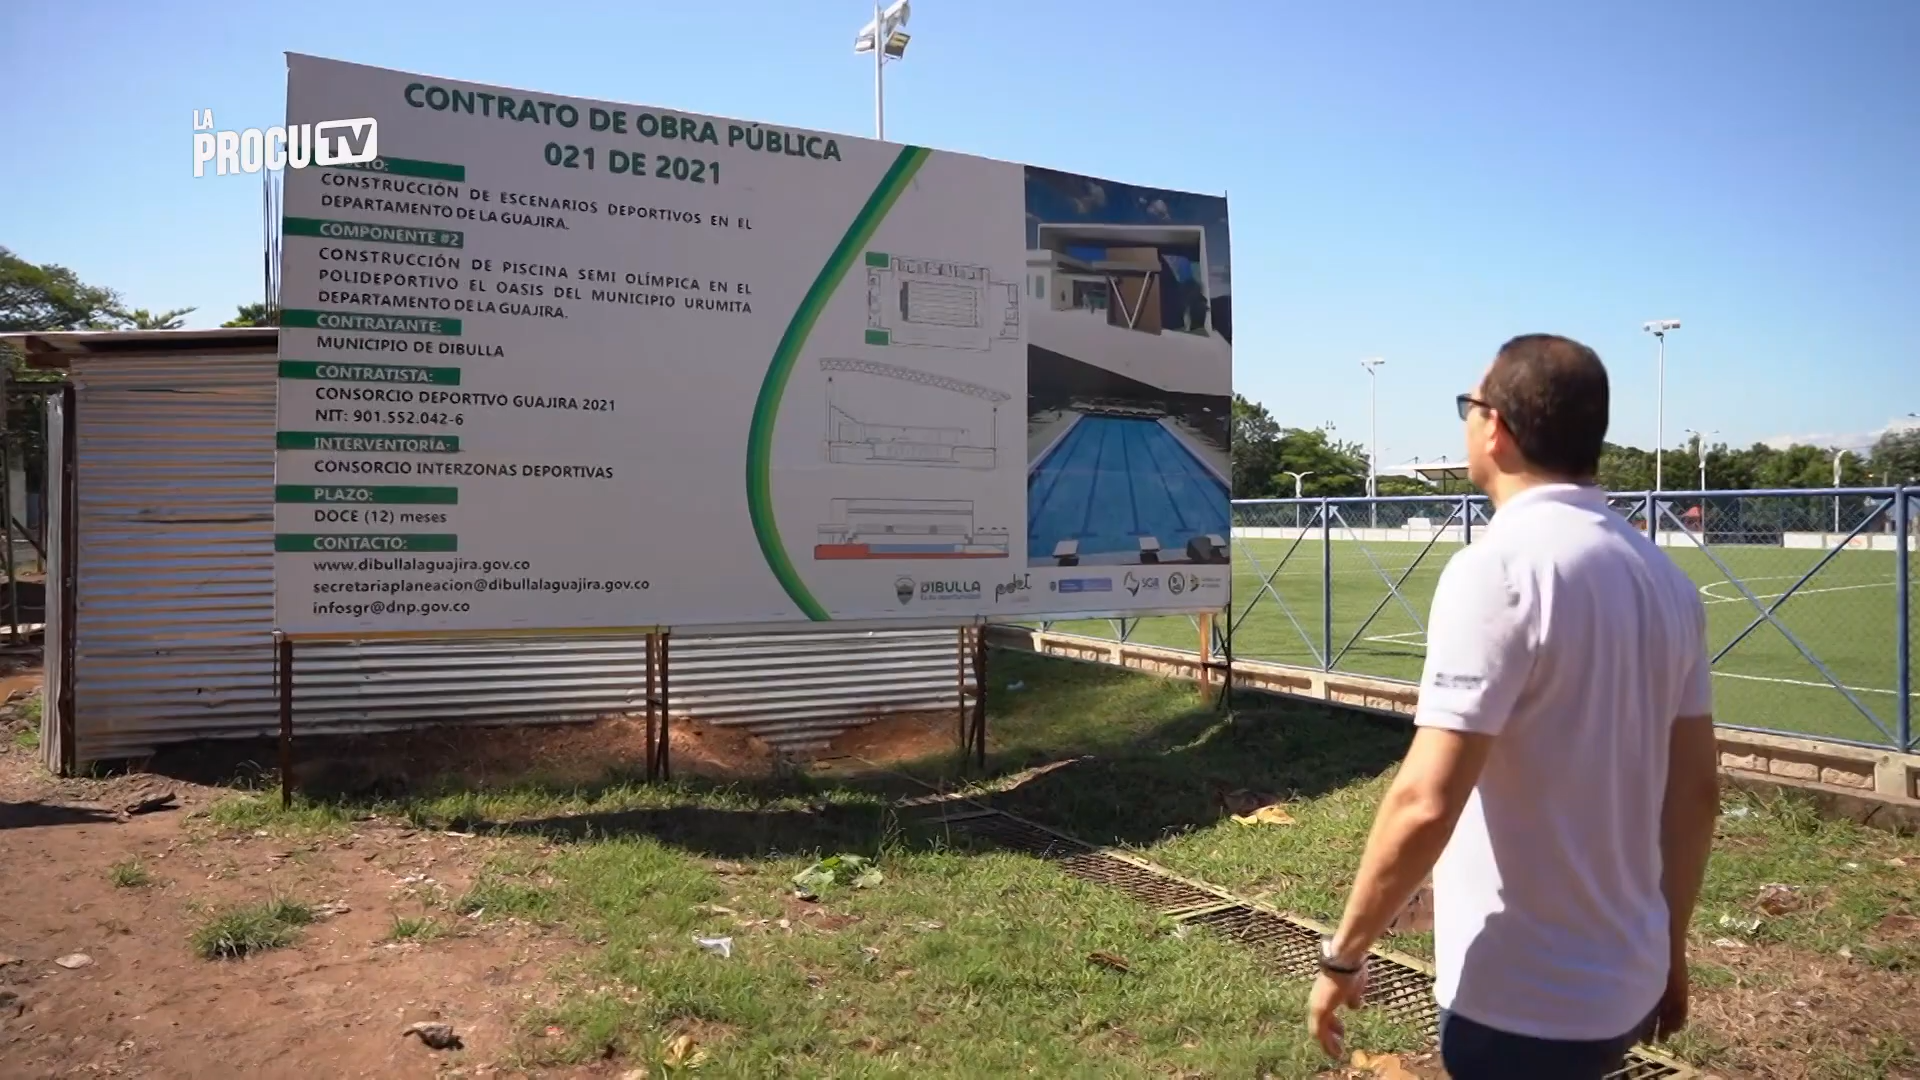 LA
PROCU TV
CONTRATO DE OBRA PÚBLICA
021 DE 2021
CONSTRUCCIÓN DE ESCENARIOS DEPORTIVOS EN EL
DEPARTAMENTO DE LA GUAJIRA.
COMPONENTE #2
CONSTRUCCIÓN DE PISCINA SEMI OLÍMPICA EN EL
POLIDEPORTIVO EL OASIS DEL MUNICIPIO URUMITA
DEPARTAMENTO DE LA GUAJIRA.
CONTRATANTE:
MUNICIPIO DE DIBULLA
CONTRATISTA:
CONSORCIO DEPORTIVO GUAJIRA 2021
NIT: 901.552.042-6
INTERVENTORÍA:
CONSORCIO INTERZONAS DEPORTIVAS
PLAZO:
DOCE (12) meses
CONTACTO:
www.dibullalaguajira.gov.co
secretariaplaneacion@dibullalaguajira.gov.co
infosgr@dnp.gov.co
DIBULLA
pdet
SGR